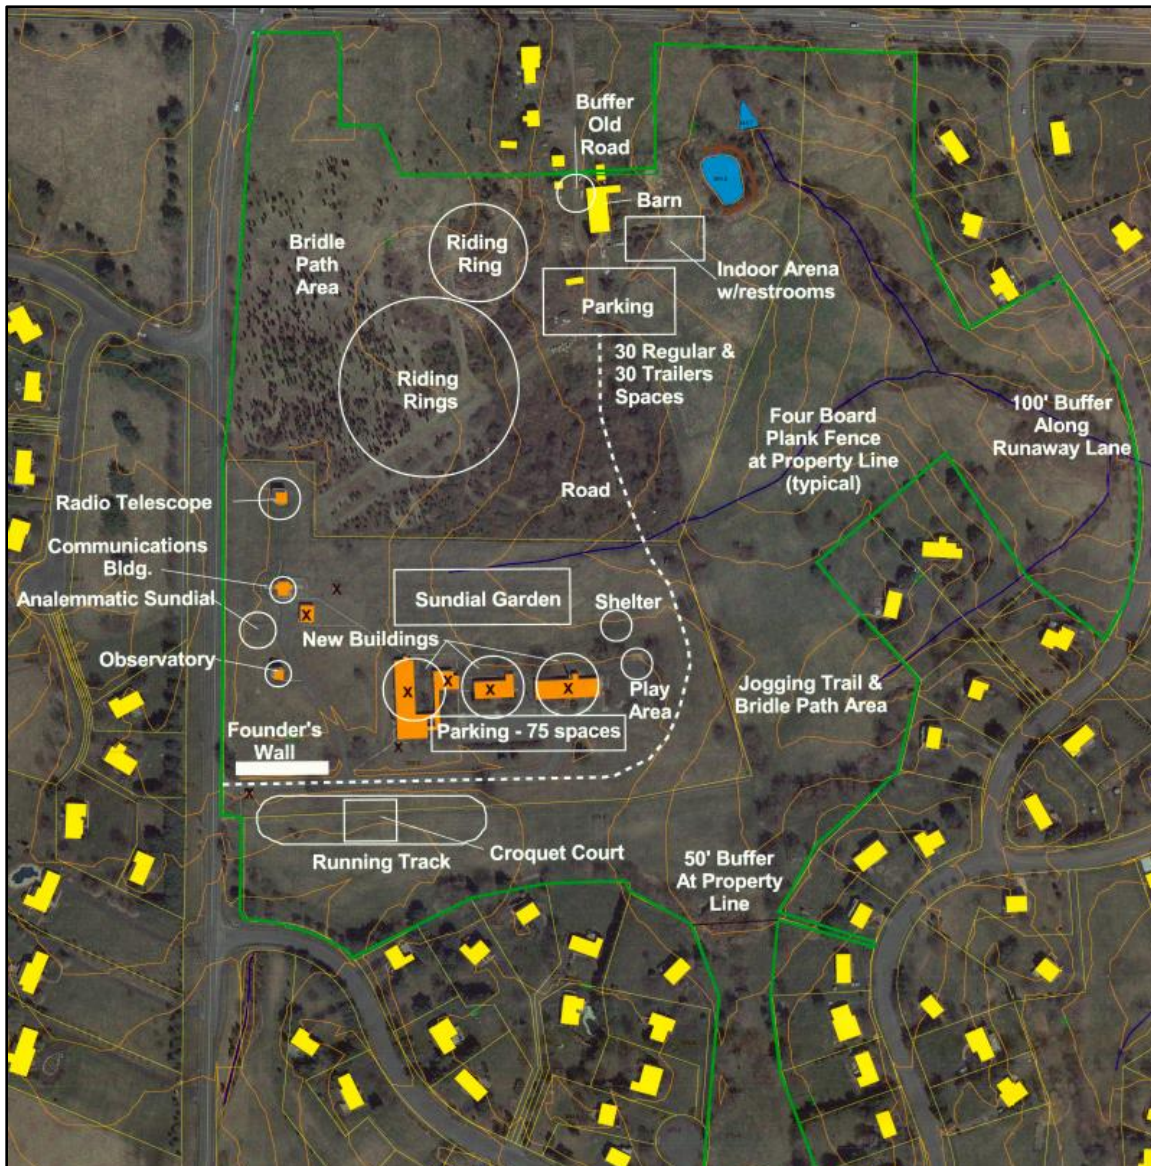 Buffer
Old
Road
Barn
Bridle
Path
Area
Riding
Ring
Indoor Arena
w/restrooms
Parking
30 Regular &
30 Trailers
Spaces
Riding
Rings
Four Board
Plank Fence
at Property Line
(typical)
100' Buffer
Along
Runaway Lane
Radio Telescope
Road
Communications
Bldg.
Analemmatic Sundial
Sundial Garden
Shelter
New Buildings
Observatory
Play
Area
Jogging Trail &
Bridle Path Area
Founder's
Wall
Parking - 75 spaces
Running Track
Croquet Court
50' Buffer
At Property
Line
X
X
X
X
X
X
X
X